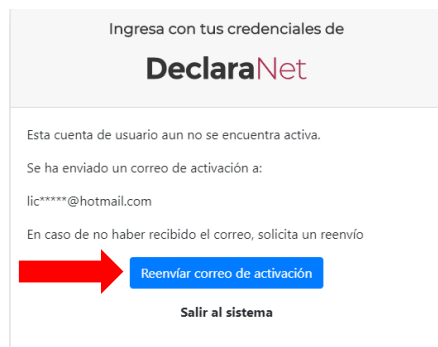 Ingresa con tus credenciales de
DeclaraNet
Esta cuenta de usuario aun no se encuentra activa.
Se ha enviado un correo de activación a:
lic*****@hotmail.com
En caso de no haber recibido el correo, solicita un reenvío
Reenvíar correo de activación
Salir al sistema